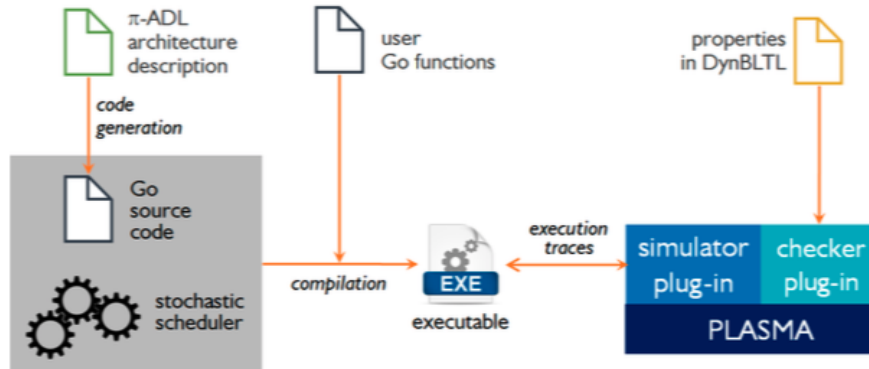 π-ADL
architecture
description
user
Go functions
properties
in DynBLTL
code
generation
Go
source
code
stochastic
scheduler
compilation
EXE
executable
execution
traces
simulator
plug-in
checker
plug-in
PLASMA